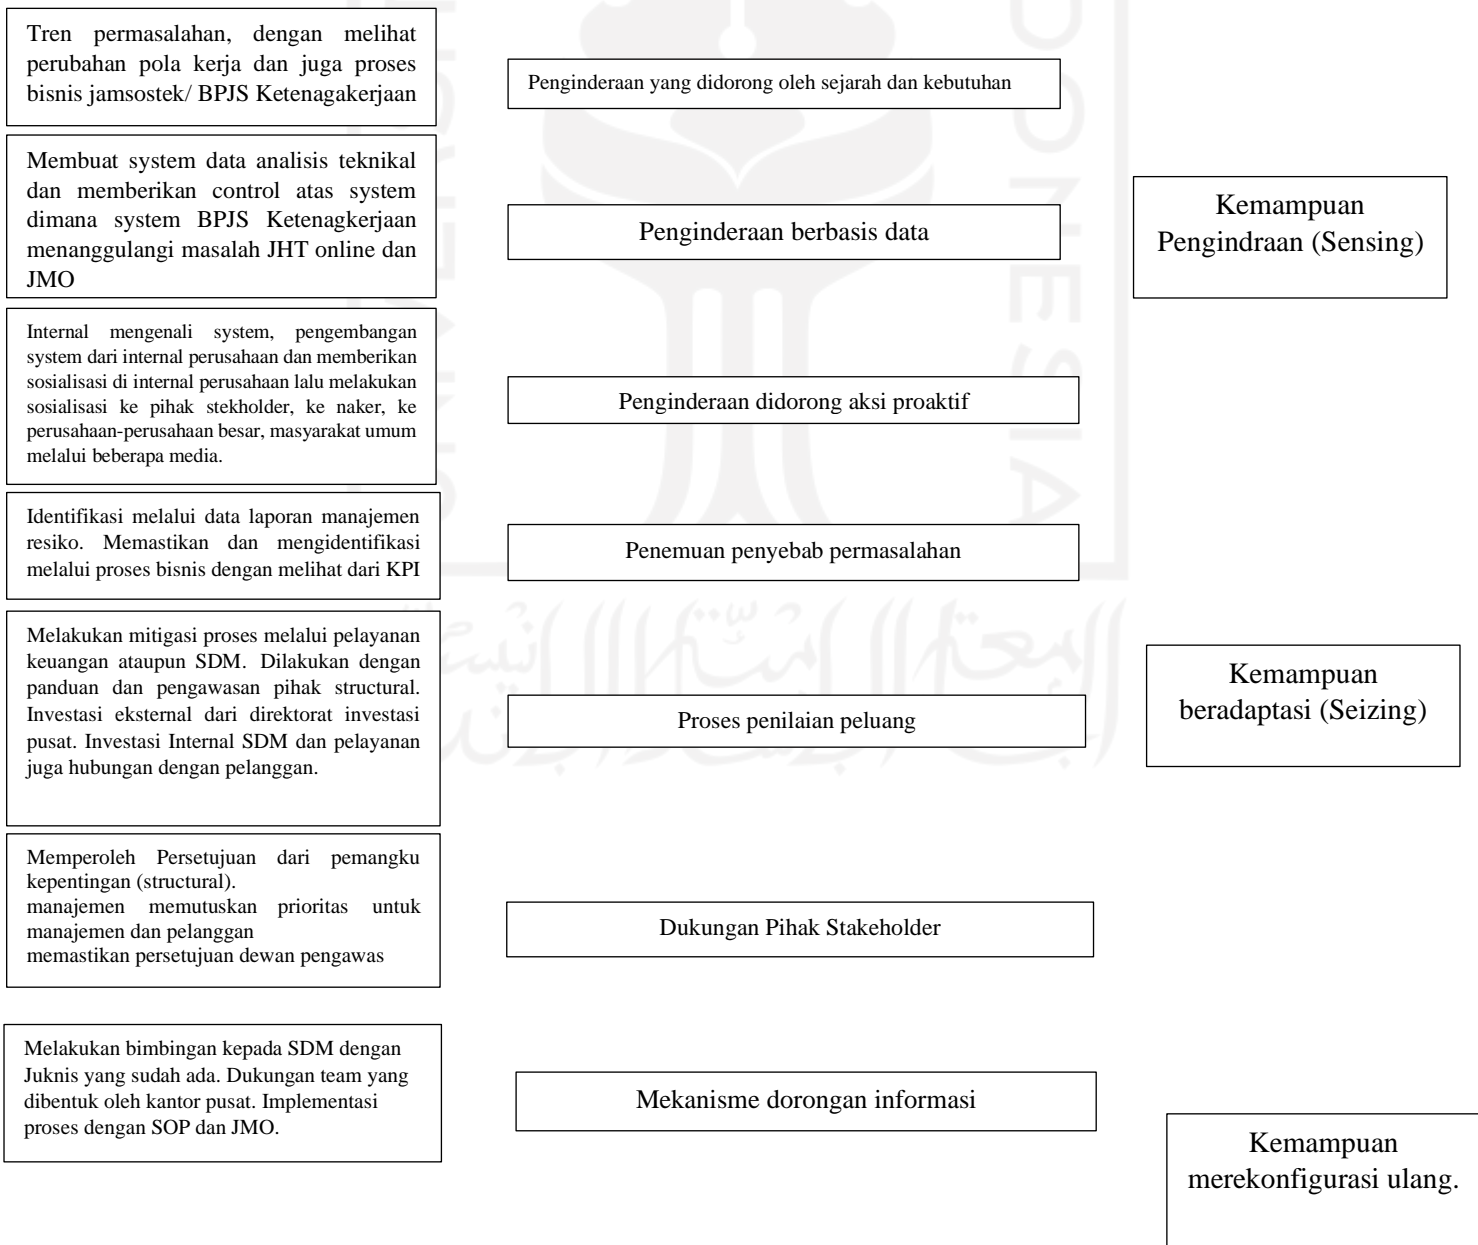 Tren permasalahan, dengan melihat
perubahan pola kerja dan juga proses
bisnis jamsostek/ BPJS Ketenagakerjaan
Penginderaan yang didorong oleh sejarah dan kebutuhan
Membuat system data analisis teknikal
dan memberikan control atas system
dimana system BPJS Ketenagkerjaan
menanggulangi masalah JHT online dan
JMO
Penginderaan berbasis data
Kemampuan
Pengindraan (Sensing)
Internal mengenali system, pengembangan
system dari internal perusahaan dan memberikan
sosialisasi di internal perusahaan lalu melakukan
sosialisasi ke pihak stekholder, ke naker, ke
perusahaan-perusahaan besar, masyarakat umum
melalui beberapa media.
Penginderaan didorong aksi proaktif
Identifikasi melalui data laporan manajemen
resiko. Memastikan dan mengidentifikasi
melalui proses bisnis dengan melihat dari KPI
Penemuan penyebab permasalahan
Melakukan mitigasi proses melalui pelayanan
keuangan ataupun SDM. Dilakukan dengan
panduan dan pengawasan pihak structural.
Investasi eksternal dari direktorat investasi
pusat. Investasi Internal SDM dan pelayanan
juga hubungan dengan pelanggan.
Proses penilaian peluang
Kemampuan
beradaptasi (Seizing)
Memperoleh Persetujuan dari pemangku
kepentingan (structural).
manajemen memutuskan prioritas untuk
manajemen dan pelanggan
memastikan persetujuan dewan pengawas
Dukungan Pihak Stakeholder
Melakukan bimbingan kepada SDM dengan
Juknis yang sudah ada. Dukungan team yang
dibentuk oleh kantor pusat. Implementasi
proses dengan SOP dan JMO.
Mekanisme dorongan informasi
Kemampuan
merekonfigurasi ulang.